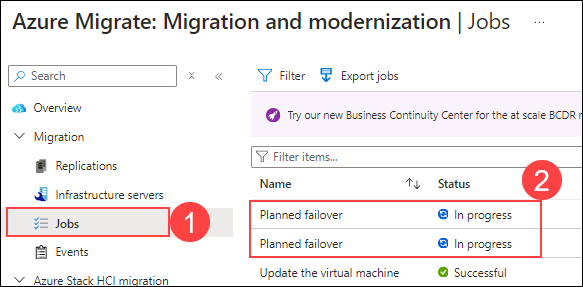 Azure Migrate: Migration and modernization | Jobs ...
Search
Overview
Migration
Replications
Infrastructure servers
Jobs
1
Events
Azure Stack HCI migration
Filter
Export jobs
Try our new Business Continuity Center for the at scale BCDR
Filter items...
Name
Status
2
Planned failover
In progress
Planned failover
In progress
Update the virtual machine
Successful